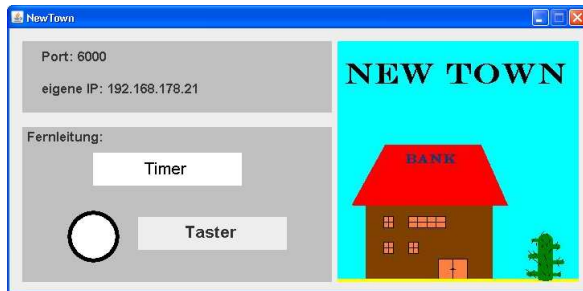 NewTown
Port: 6000
eigene IP: 192.168.178.21
Fernleitung:
Timer
Taster
NEW TOWN
BANK